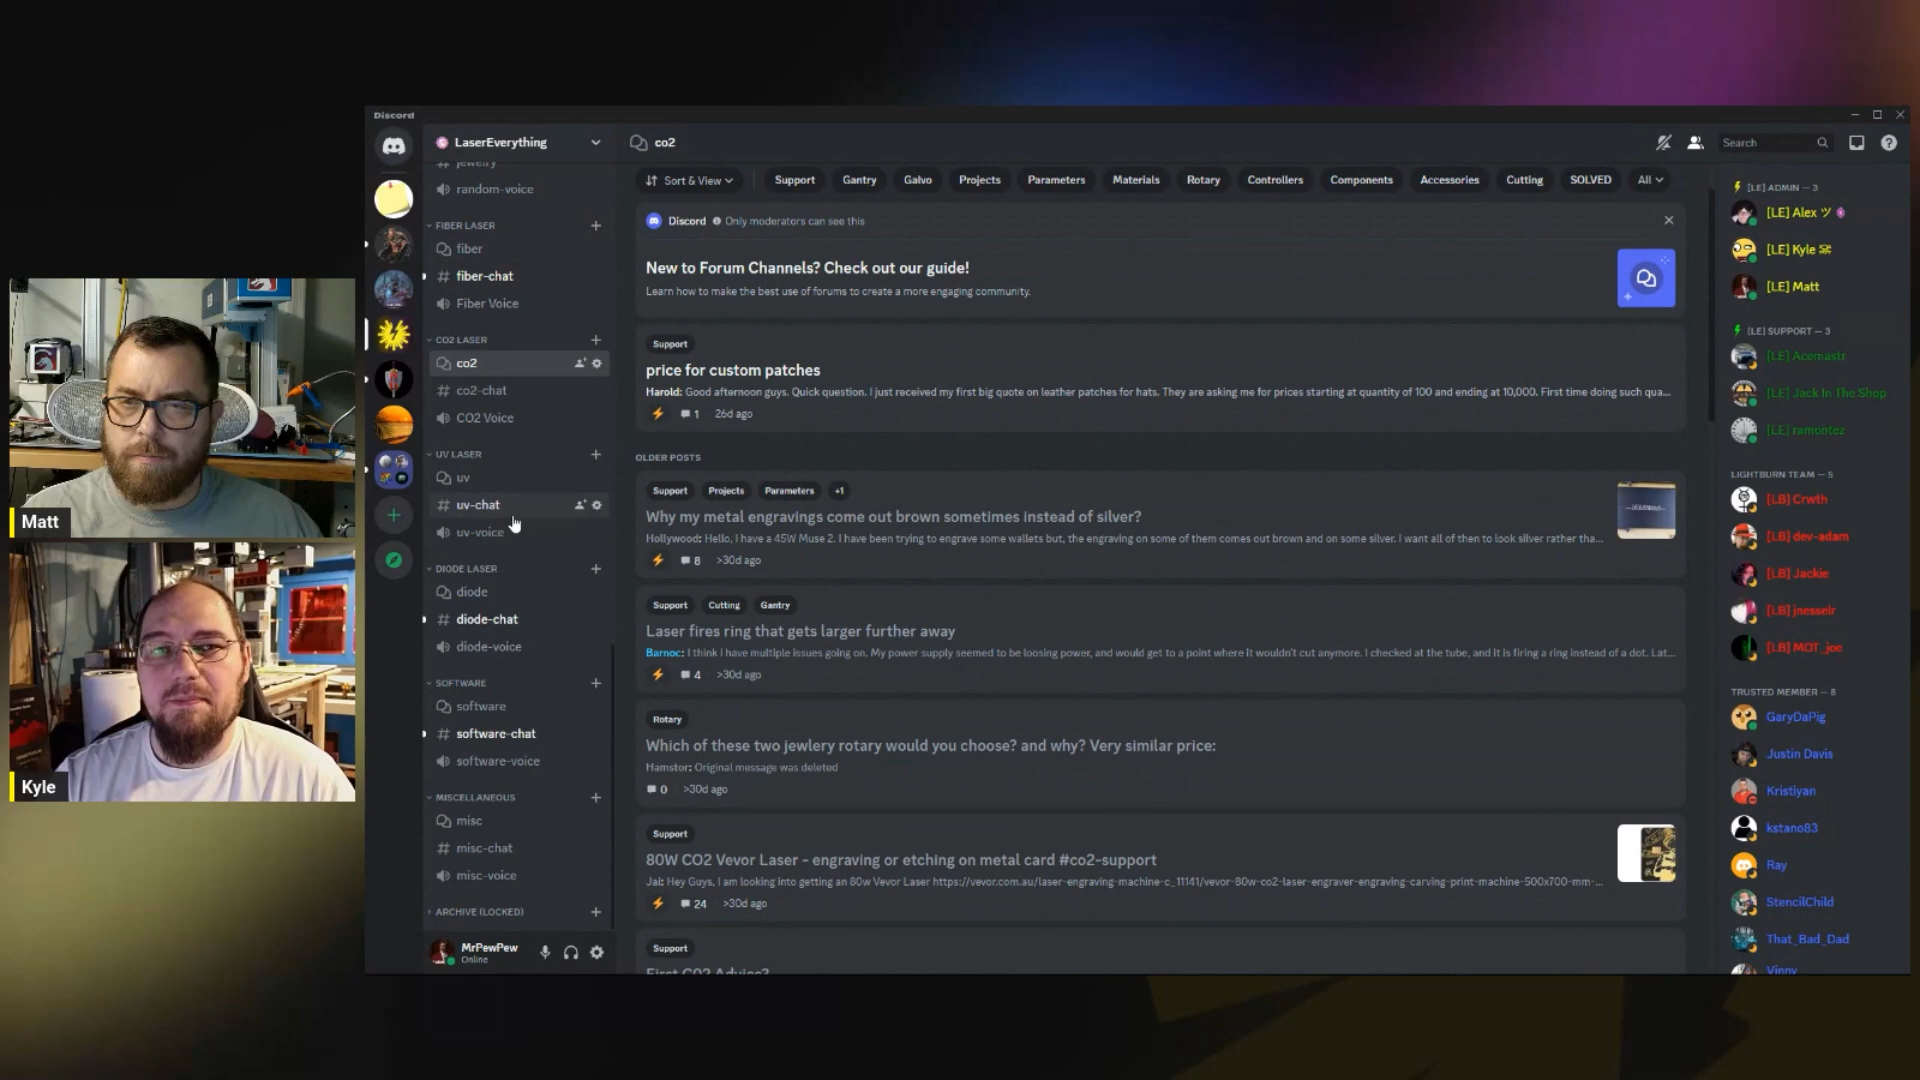 Discord
LaserEverything
co2
Search
jewelry
random-voice
FIBER LASER
fiber
fiber-chat
Fiber Voice
CO2 LASER
co2
co2-chat
CO2 Voice
UV LASER
uv
uv-chat
uv-voice
DIODE LASER
diode
diode-chat
diode-voice
SOFTWARE
software
software-chat
software-voice
MISCELLANEOUS
misc
misc-chat
misc-voice
ARCHIVE (LOCKED)
MrPewPew
Online
Sort & View
Support
Gantry
Galvo
Projects
Parameters
Materials
Rotary
Controllers
Components
Accessories
Cutting
SOLVED
All
Discord Only moderators can see this
New to Forum Channels? Check out our guide!
Learn how to make the best use of forums to create a more engaging community.
Support
price for custom patches
Harold: Good afternoon guys. Quick question. I just received my first big quote on leather patches for hats. They are asking me for prices starting at quantity of 100 and ending at 10,000. First time doing such qua...
1 26d ago
OLDER POSTS
Support Projects Parameters +1
Why my metal engravings come out brown sometimes instead of silver?
Hollywood: Hello, I have a 45W Muse 2. I have been trying to engrave some wallets but, the engraving on some of them comes out brown and on some silver. I want all of then to look silver rather tha...
8 >30d ago
Support Cutting Gantry
Laser fires ring that gets larger further away
Barnoc: I think I have multiple issues going on. My power supply seemed to be loosing power, and would get to a point where it wouldn't cut anymore. I checked at the tube, and it is firing a ring instead of a dot. Lat...
4 >30d ago
Rotary
Which of these two jewlery rotary would you choose? and why? Very similar price:
Hamstor: Original message was deleted
0 >30d ago
Support
80W CO2 Vevor Laser - engraving or etching on metal card #co2-support
Jai: Hey Guys, I am looking into getting an 80w Vevor Laser https://vevor.com.au/laser-engraving-machine-c_11141/vevor-80w-co2-laser-engraver-engraving-carving-print-machine-500x700-mm-...
24 >30d ago
Support
First CO2 Advice?
[LE] ADMIN — 3
[LE] Alex ツ
[LE] Kyle
[LE] Matt
[LE] SUPPORT — 3
[LE] Acemastr
[LE] Jack In The Shop
[LE] ramontez
LIGHTBURN TEAM — 5
[LB] Crwth
[LB] dev-adam
[LB] Jackie
[LB] jnesselr
[LB] MOT_joe
TRUSTED MEMBER — 8
GaryDaPig
Justin Davis
Kristiyan
kstano83
Ray
StencilChild
That_Bad_Dad
Vinny
Matt
Kyle